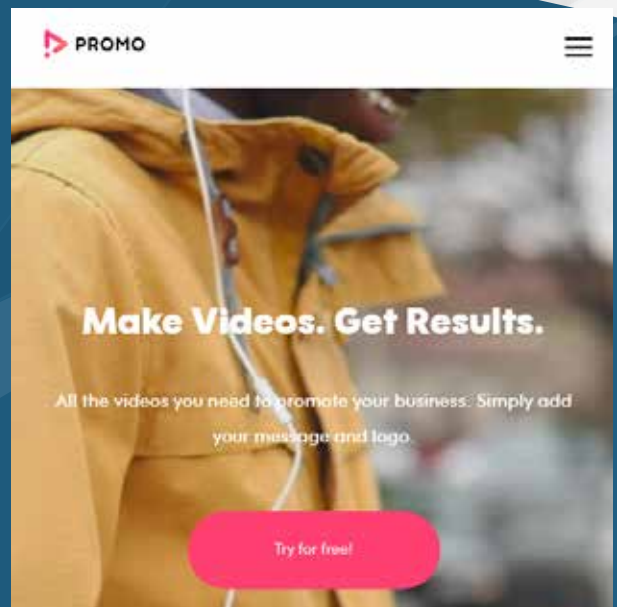 PROMO
Make Videos. Get Results.
All the videos you need to promote your business. Simply add
your message and logo.
Try for free!